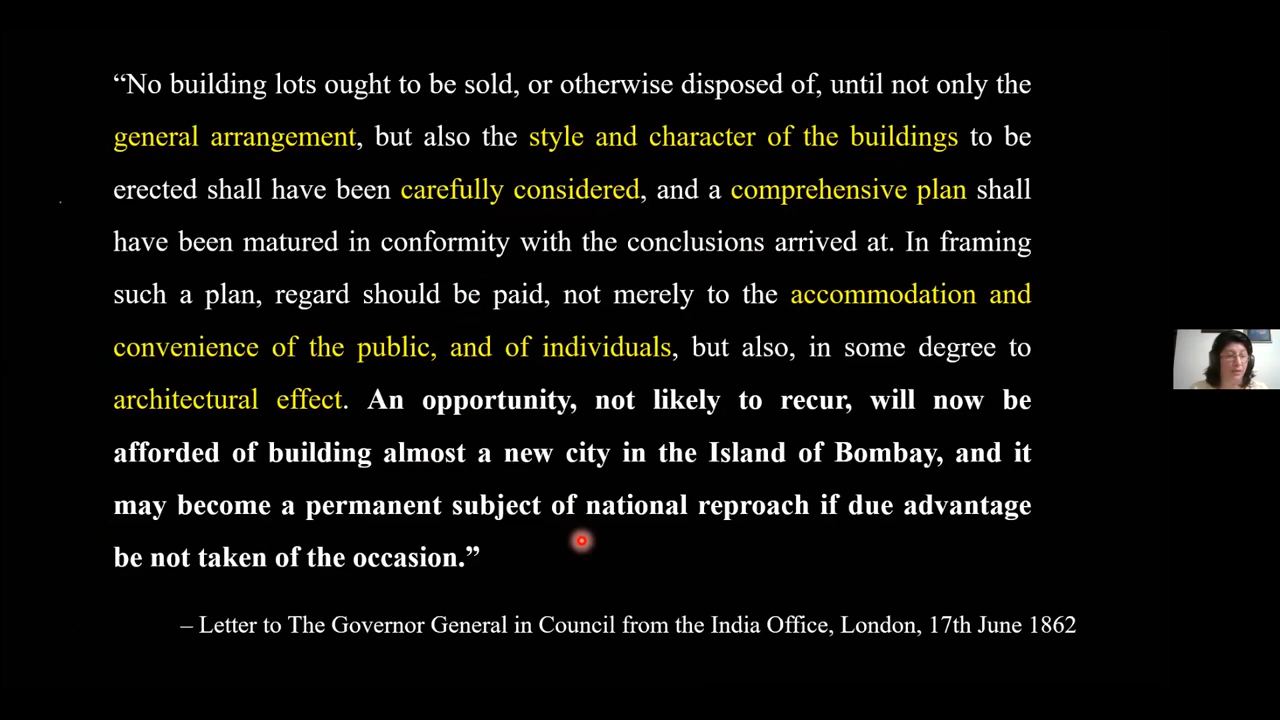 “No building lots ought to be sold, or otherwise disposed of, until not only the
general arrangement, but also the style and character of the buildings to be
erected shall have been carefully considered, and a comprehensive plan shall
have been matured in conformity with the conclusions arrived at. In framing
such a plan, regard should be paid, not merely to the accommodation and
convenience of the public, and of individuals, but also, in some degree to
architectural effect. An opportunity, not likely to recur, will now be
afforded of building almost a new city in the Island of Bombay, and it
may become a permanent subject of national reproach if due advantage
be not taken of the occasion.”
– Letter to The Governor General in Council from the India Office, London, 17th June 1862